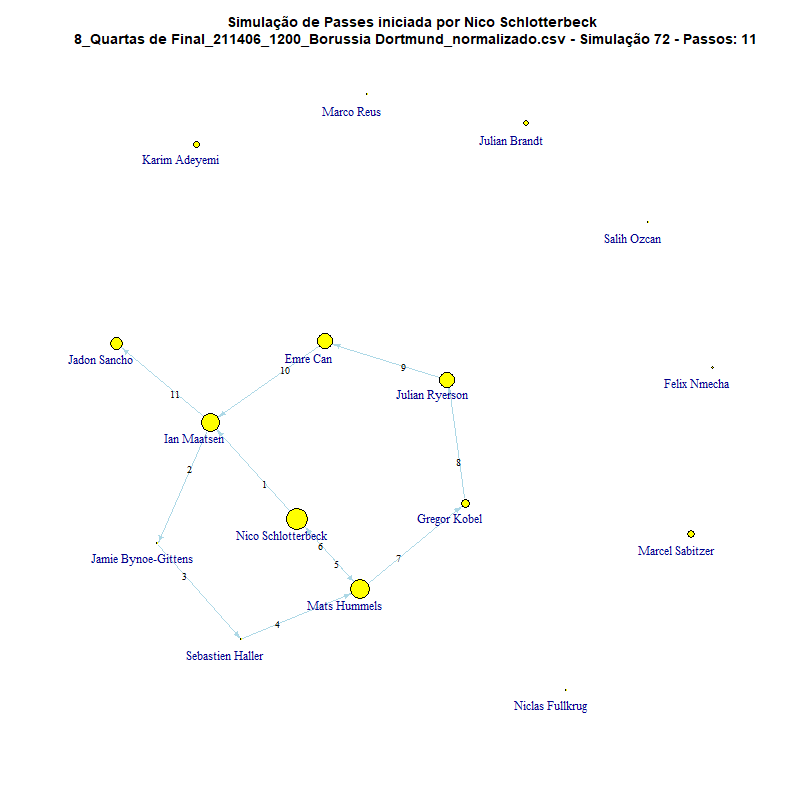 Simulação de Passes iniciada por Nico Schlotterbeck
8_Quartas de Final_211406_1200_Borussia Dortmund_normalizado.csv - Simulação 72 - Passos: 11
Marco Reus
Julian Brandt
Karim Adeyemi
Salih Ozcan
Emre Can
Jadon Sancho
9
10
Felix Nmecha
Julian Ryerson
11
Ian Maatsen
8
2
1
Gregor Kobel
Nico Schlotterbeck
6
Marcel Sabitzer
Jamie Bynoe-Gittens
7
5
3
Mats Hummels
4
Sebastien Haller
Niclas Fullkrug